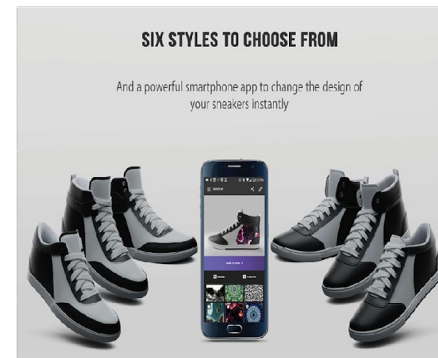 SIX STYLES TO CHOOSE FROM
And a powerful smartphone app to change the design of
your sneakers instantly